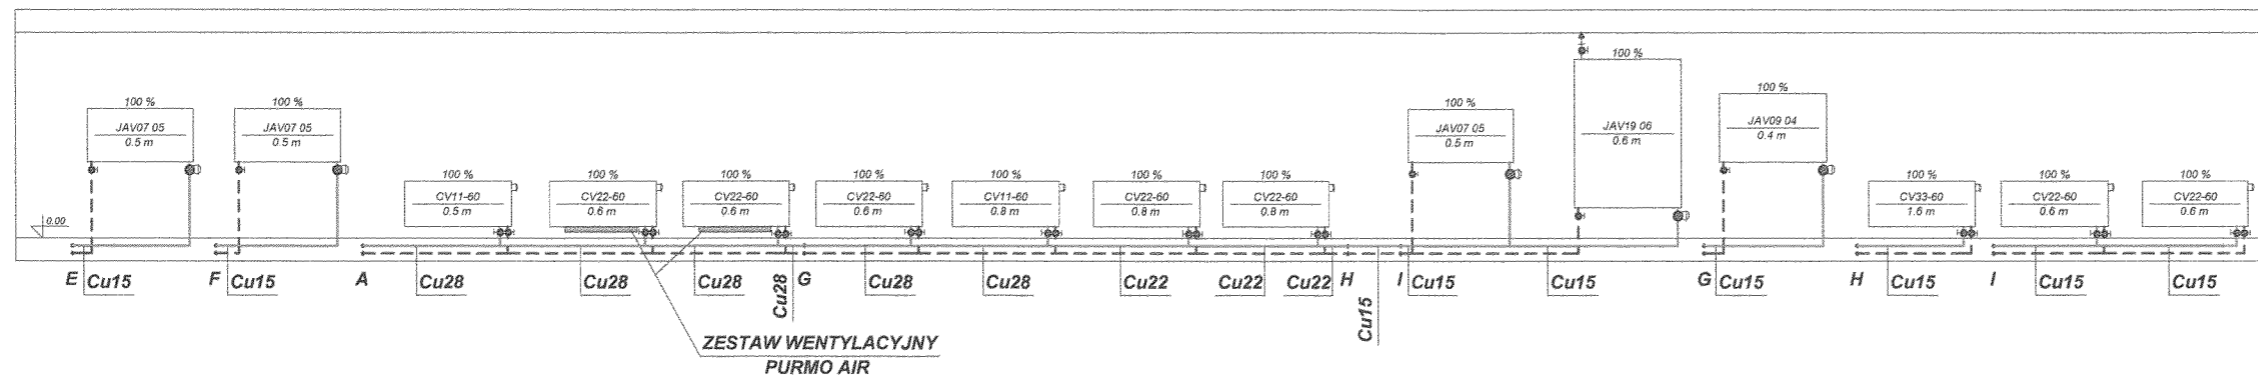 100 %
JAV07 05
0.5 m
100 %
JAV07 05
0.5 m
100 %
CV11-60
0.5 m
100 %
CV22-60
0.6 m
100 %
CV22-60
0.6 m
100 %
CV22-60
0.6 m
100 %
CV11-60
0.8 m
100 %
CV22-60
0.8 m
100 %
CV22-60
0.8 m
100 %
JAV07 05
0.5 m
100 %
JAV19 06
0.6 m
100 %
JAV09 04
0.4 m
100 %
CV33-60
1.6 m
100 %
CV22-60
0.6 m
100 %
CV22-60
0.6 m
0.00
E Cu15
F Cu15
A Cu28
Cu28
Cu28
Cu28
G Cu28
Cu28
Cu22
Cu22
Cu22
H
Cu15
I Cu15
Cu15
G Cu15
H Cu15
I Cu15
Cu15
ZESTAW WENTYLACYJNY
PURMO AIR